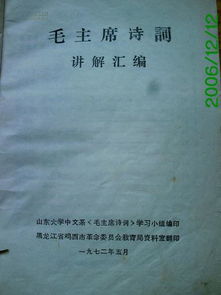 毛主席诗词
讲解汇编
山东大学中文系《毛主席诗词》学习小组编印
黑龙江省鸡西市革命委员会教育局资料室翻印
一九七二年五月
2006/12/12